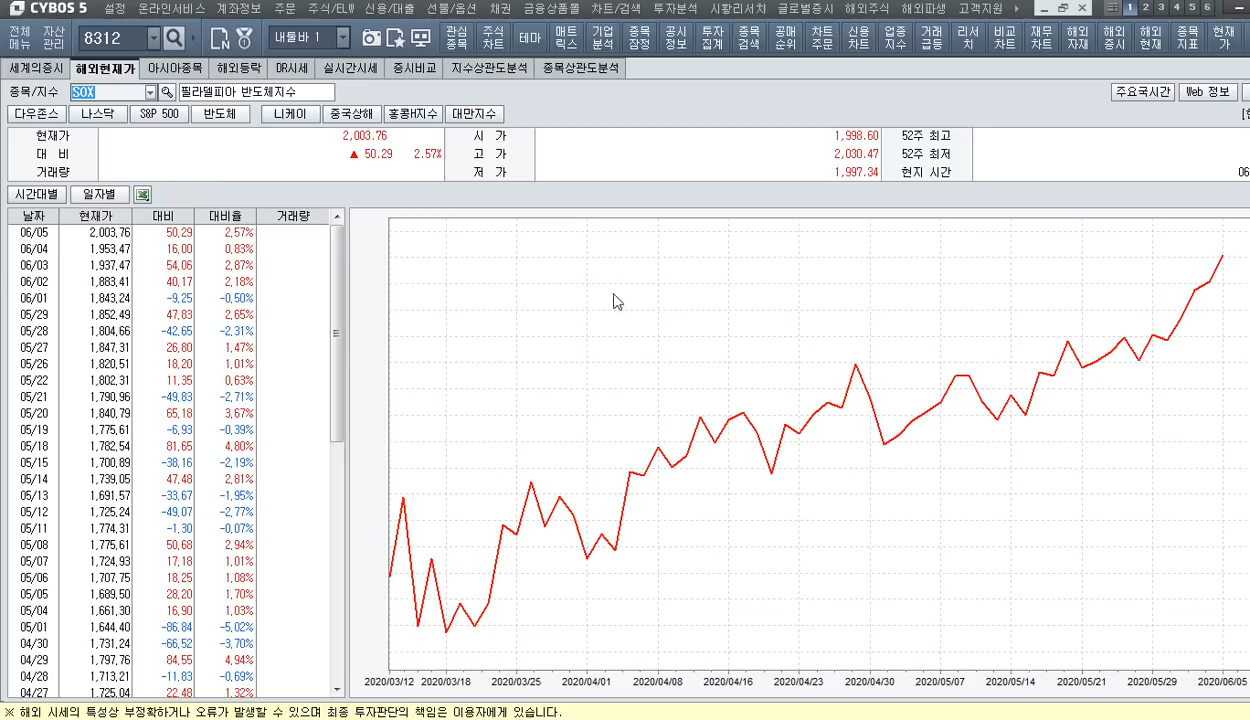 CYBOS 5 설정 온라인서비스 계좌정보 주문 주식/ELW 신용/대출 선물/옵션 채권 금융상품몰 차트/검색 투자분석 시황리서치 글로벌증시 해외주식 해외파생 고객지원 1 2 3 4 5 6
전체메뉴 자산관리 8312 내툴바 1 관심종목 주식차트 테마 매트릭스 기업분석 종목잠정 공시정보 투자집계 종목검색 공매순위 차트주문 신용차트 업종지수 거래급등 리서치 비교차트 재무차트 해외자재 해외증시 해외현재 종목지표 현재가
세계의증시 해외현재가 아시아종목 해외등락 DR시세 실시간시세 증시비교 지수상관도분석 종목상관도분석
종목/지수 SOX 필라델피아 반도체지수 주요국시간 Web 정보
다우존스 나스닥 S&P 500 반도체 니케이 중국상해 홍콩H지수 대만지수
현재가 2,003.76 시 가 1,998.60 52주 최고
대 비 ▲ 50.29 2.57% 고 가 2,030.47 52주 최저
거래량 저 가 1,997.34 현지 시간 06
시간대별 일자별
날짜 현재가 대비 대비율 거래량
06/05 2,003.76 50.29 2.57%
06/04 1,953.47 16.00 0.83%
06/03 1,937.47 54.06 2.87%
06/02 1,883.41 40.17 2.18%
06/01 1,843.24 -9.25 -0.50%
05/29 1,852.49 47.83 2.65%
05/28 1,804.66 -42.65 -2.31%
05/27 1,847.31 26.80 1.47%
05/26 1,820.51 18.20 1.01%
05/22 1,802.31 11.35 0.63%
05/21 1,790.96 -49.83 -2.71%
05/20 1,840.79 65.18 3.67%
05/19 1,775.61 -6.93 -0.39%
05/18 1,782.54 81.65 4.80%
05/15 1,700.89 -38.16 -2.19%
05/14 1,739.05 47.48 2.81%
05/13 1,691.57 -33.67 -1.95%
05/12 1,725.24 -49.07 -2.77%
05/11 1,774.31 -1.30 -0.07%
05/08 1,775.61 50.68 2.94%
05/07 1,724.93 17.18 1.01%
05/06 1,707.75 18.25 1.08%
05/05 1,689.50 28.20 1.70%
05/04 1,661.30 16.90 1.03%
05/01 1,644.40 -86.84 -5.02%
04/30 1,731.24 -66.52 -3.70%
04/29 1,797.76 84.55 4.94%
04/28 1,713.21 -11.83 -0.69%
04/27 1,725.04 22.48 1.32%
2020/03/12 2020/03/18 2020/03/25 2020/04/01 2020/04/08 2020/04/16 2020/04/23 2020/04/30 2020/05/07 2020/05/14 2020/05/21 2020/05/29 2020/06/05
※ 해외 시세의 특성상 부정확하거나 오류가 발생할 수 있으며 최종 투자판단의 책임은 이용자에게 있습니다.